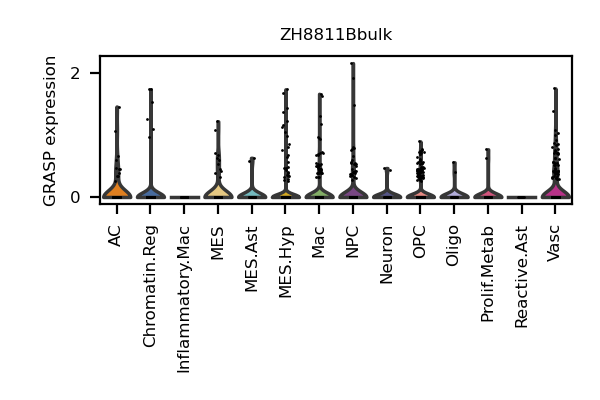 ZH8811Bbulk
GRASP expression
2
0
AC
Chromatin.Reg
Inflammatory.Mac
MES
MES.Ast
MES.Hyp
Mac
NPC
Neuron
OPC
Oligo
Prolif.Metab
Reactive.Ast
Vasc